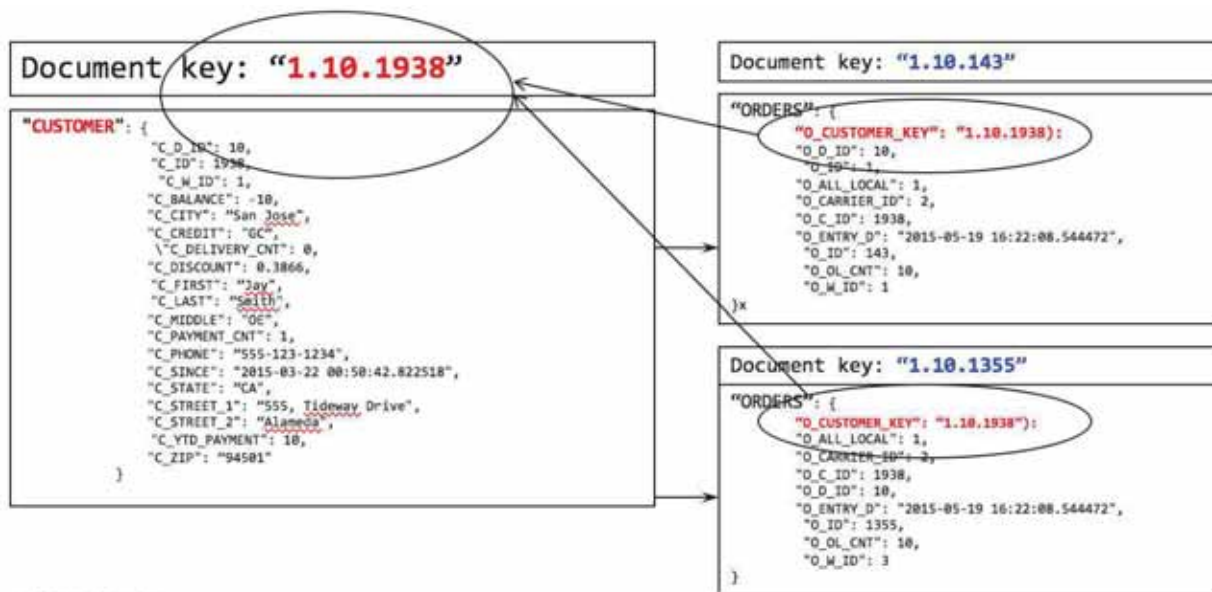 Document key: “1.10.1938”
"CUSTOMER": {
"C_D_ID": 10,
"C_ID": 1938,
"C_W_ID": 1,
"C_BALANCE": -10,
"C_CITY": “San Jose”,
"C_CREDIT": "GC”,
\"C_DELIVERY_CNT": 0,
"C_DISCOUNT": 0.3866,
"C_FIRST": “Jay”,
"C_LAST": “Smith”,
"C_MIDDLE": "OE",
"C_PAYMENT_CNT": 1,
"C_PHONE": “555-123-1234",
"C_SINCE": "2015-03-22 00:50:42.822518",
"C_STATE": “CA”,
"C_STREET_1": “555, Tideway Drive",
"C_STREET_2": “Alameda”,
"C_YTD_PAYMENT": 10,
"C_ZIP": “94501"
}
Document key: “1.10.143”
“ORDERS”: {
"O_CUSTOMER_KEY": "1.10.1938):
"O_D_ID": 10,
"O_ID": 1,
"O_ALL_LOCAL": 1,
"O_CARRIER_ID": 2,
"O_C_ID": 1938,
"O_ENTRY_D": "2015-05-19 16:22:08.544472",
"O_ID": 143,
"O_OL_CNT": 10,
"O_W_ID": 1
}x
Document key: “1.10.1355”
“ORDERS”: {
"O_CUSTOMER_KEY": "1.10.1938"):
"O_ALL_LOCAL": 1,
"O_CARRIER_ID": 2,
"O_C_ID": 1938,
"O_D_ID": 10,
"O_ENTRY_D": "2015-05-19 16:22:08.544472",
"O_ID": 1355,
"O_OL_CNT": 10,
"O_W_ID": 3
}